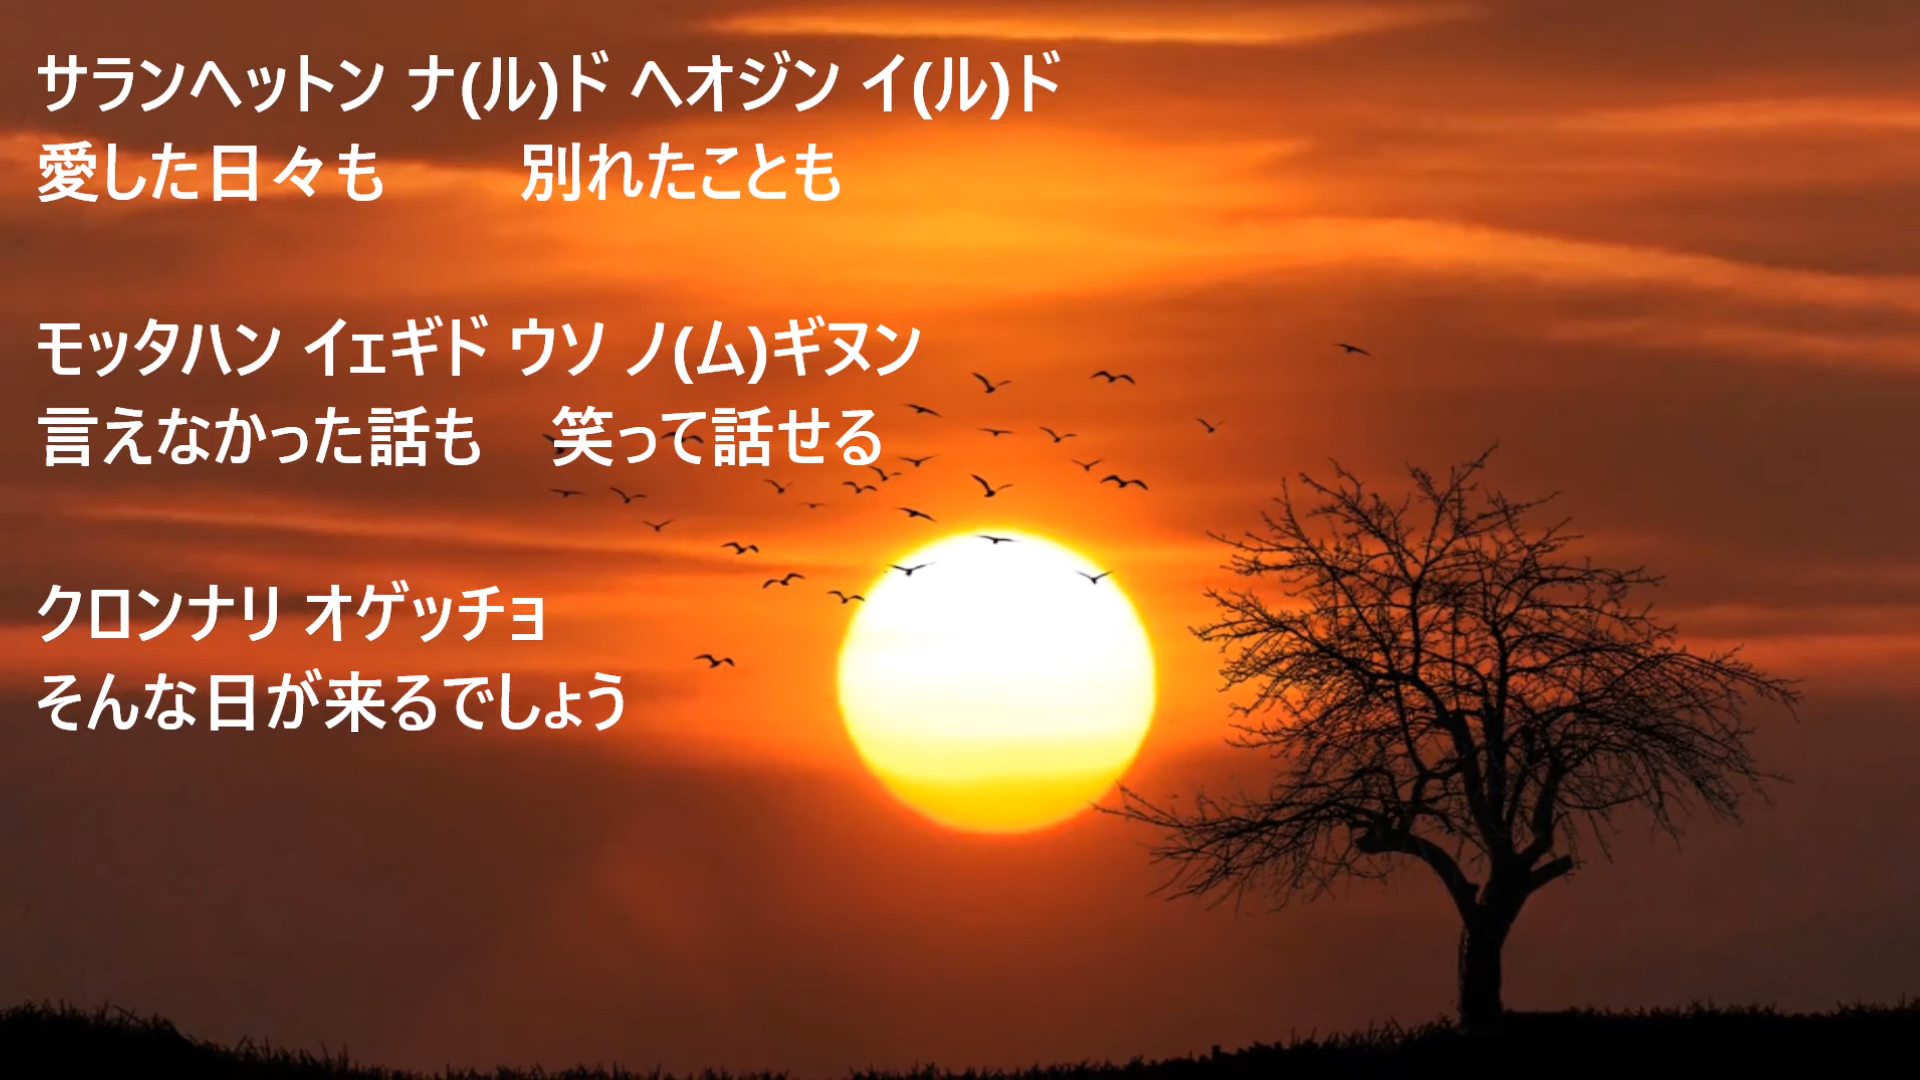 サランヘットン ナ(ル)ド ヘオジン イ(ル)ド
愛した日々も　　別れたことも
モッタハン イェギド ウソ ノ(ム)ギヌン
言えなかった話も　笑って話せる
クロンナリ オゲッチョ
そんな日が来るでしょう